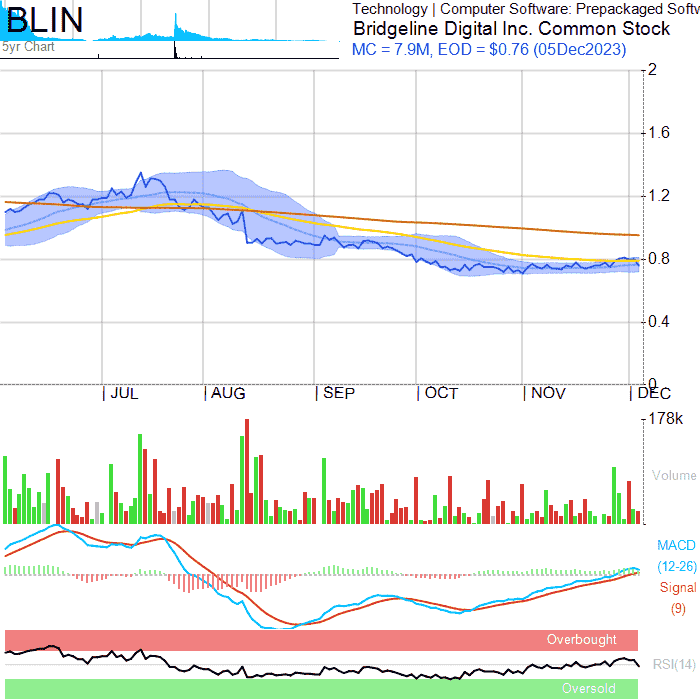 BLIN
5yr Chart
Technology | Computer Software: Prepackaged Softw
Bridgeline Digital Inc. Common Stock
MC = 7.9M, EOD = $0.76 (05Dec2023)
2
1.6
1.2
0.8
0.4
0
JUL
AUG
SEP
OCT
NOV
DEC
178k
Volume
MACD
(12-26)
Signal
(9)
Overbought
RSI(14)
Oversold